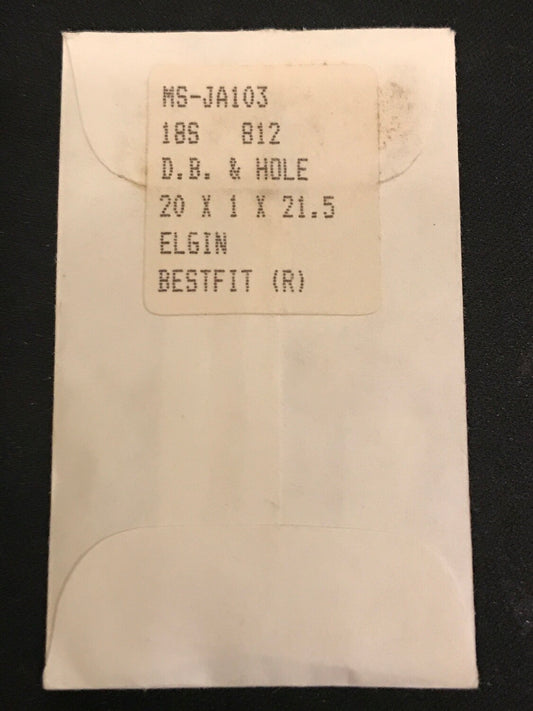 MS-JA103
18S 812
D.B. & HOLE
20 X 1 X 21.5
ELGIN
BESTFIT (R)